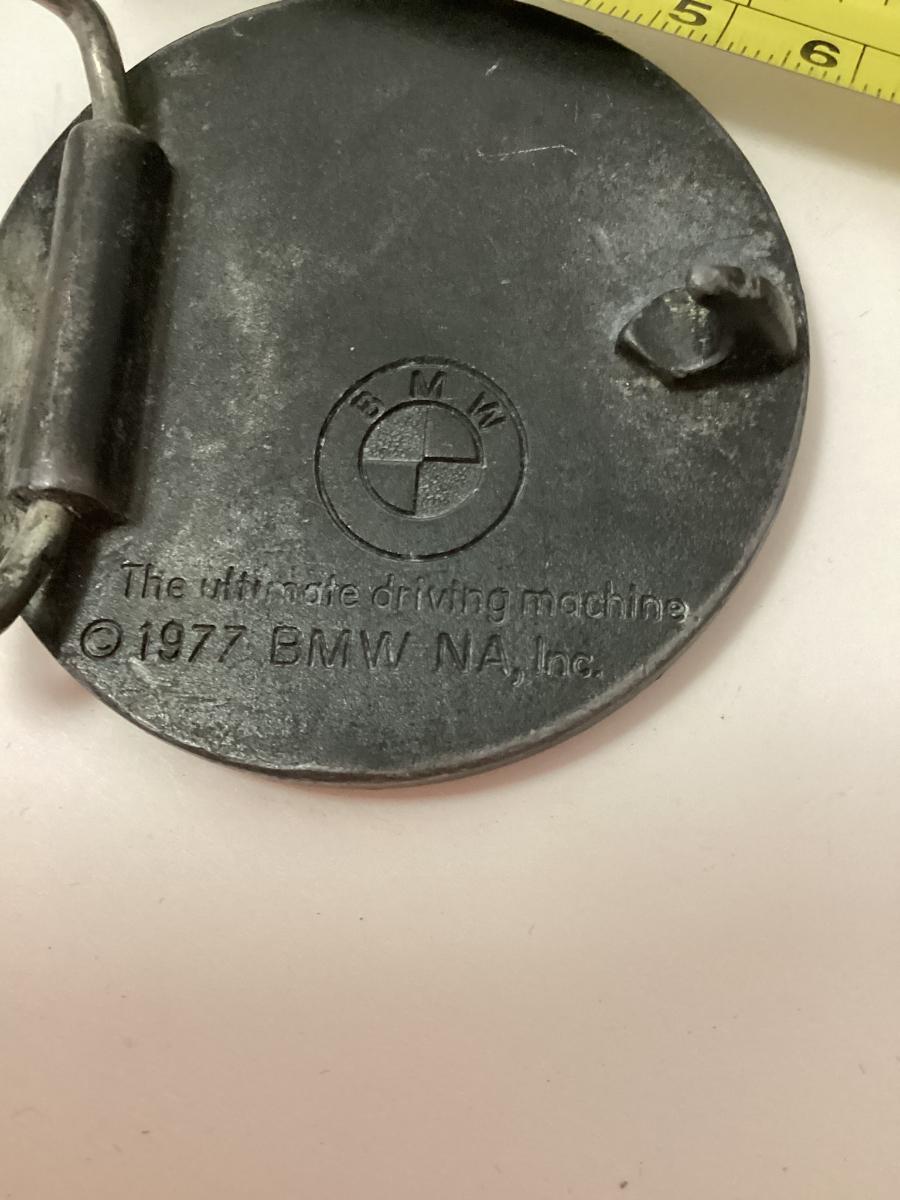 5
6
BMW
The ultimate driving machine
© 1977 BMW NA, Inc.